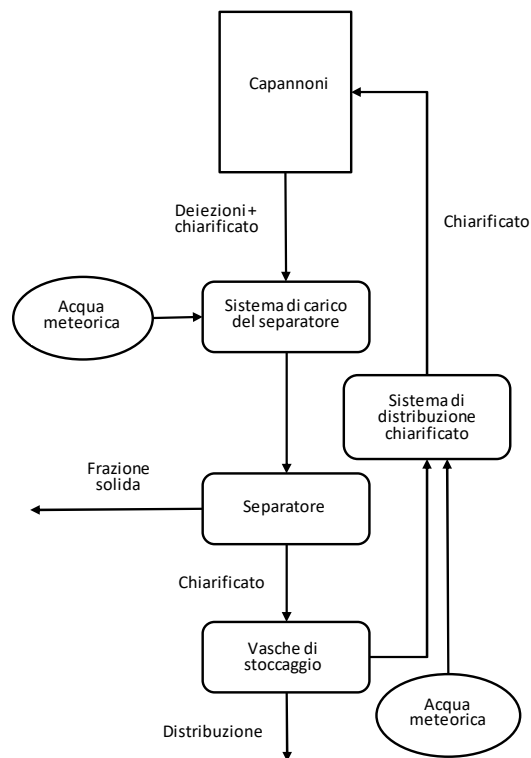 Capannoni
Deiezioni +
chiarificato
Chiarificato
Acqua
meteorica
Sistema di carico
del separatore
Sistema di
distribuzione
chiarificato
Frazione
solida
Separatore
Chiarificato
Vasche di
stoccaggio
Acqua
meteorica
Distribuzione